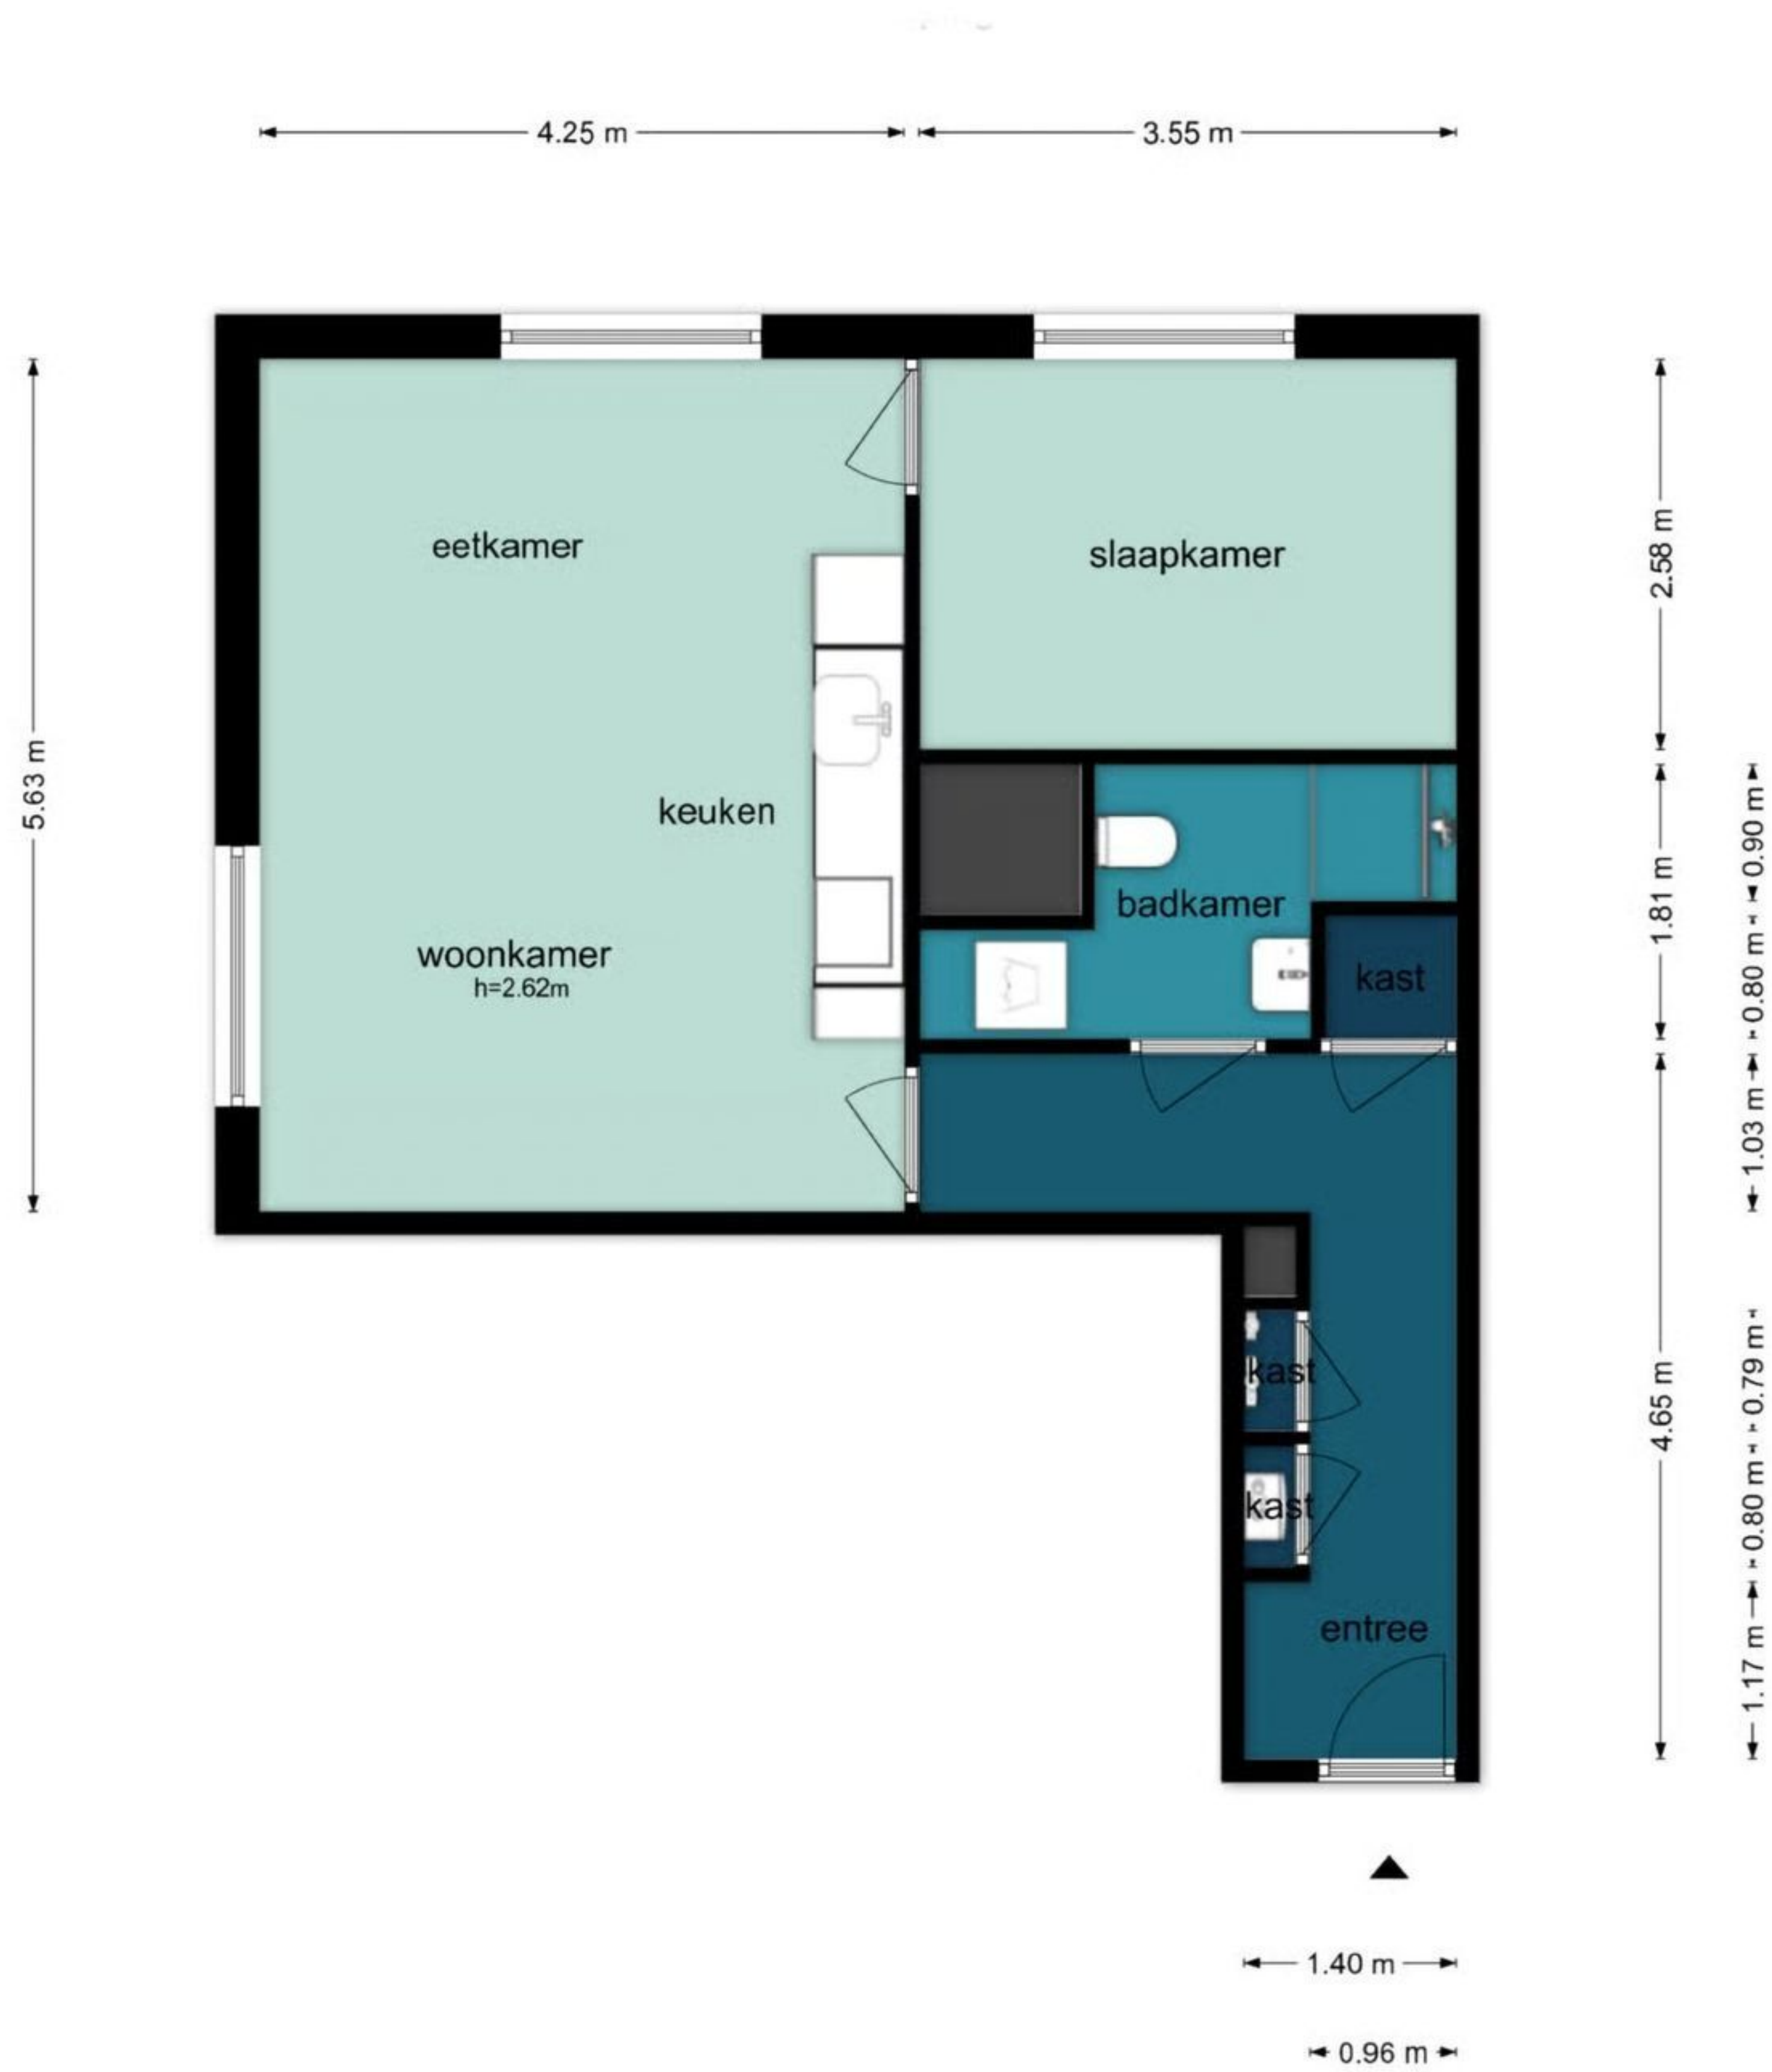 4.25 m
3.55 m
5.63 m
eetkamer
slaapkamer
2.58 m
keuken
badkamer
1.81 m
0.90 m
woonkamer
h=2.62m
kast
0.80 m
1.03 m
kast
0.79 m
4.65 m
kast
0.80 m
entree
1.17 m
1.40 m
0.96 m